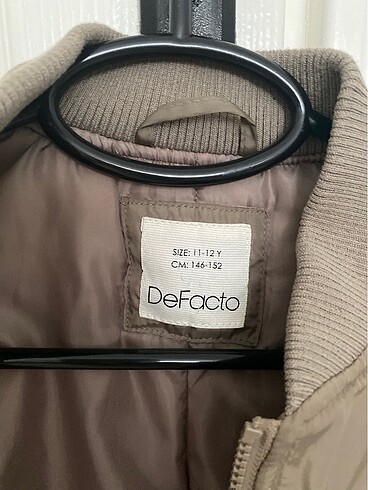 SIZE: 11-12 Y
CM: 146-152
DeFacto